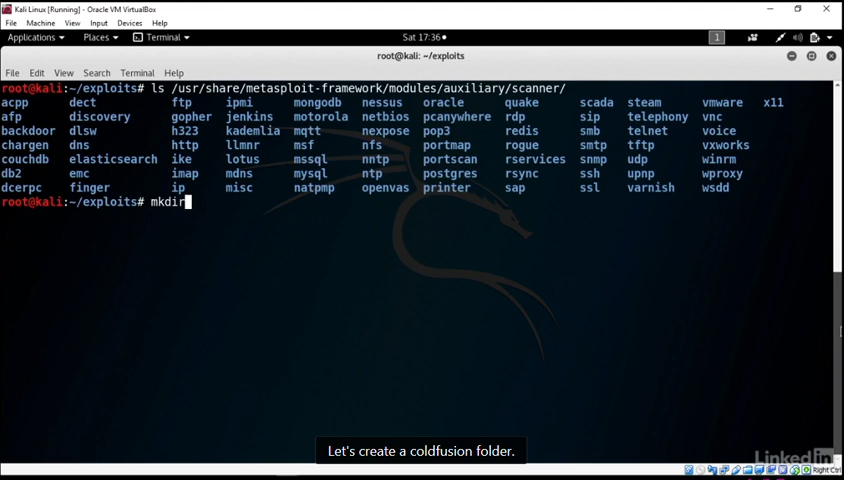 Kali Linux [Running] - Oracle VM VirtualBox
File Machine View Input Devices Help
Applications Places Terminal Sat 17:36 1
root@kali: ~/exploits
File Edit View Search Terminal Help
root@kali:~/exploits# ls /usr/share/metasploit-framework/modules/auxiliary/scanner/
acpp dect ftp ipmi mongodb nessus oracle quake scada steam vmware x11
afp discovery gopher jenkins motorola netbios pcanywhere rdp sip telephony vnc
backdoor dlsw h323 kademlia mqtt nexpose pop3 redis smb telnet voice
chargen dns http llmnr msf nfs portmap rogue smtp tftp vxworks
couchdb elasticsearch ike lotus mssql nntp portscan rservices snmp udp winrm
db2 emc imap mdns mysql ntp postgres rsync ssh upnp wproxy
dcerpc finger ip misc natpmp openvas printer sap ssl varnish wsdd
root@kali:~/exploits# mkdir
Let's create a coldfusion folder.
LinkedIn
Right Ctrl